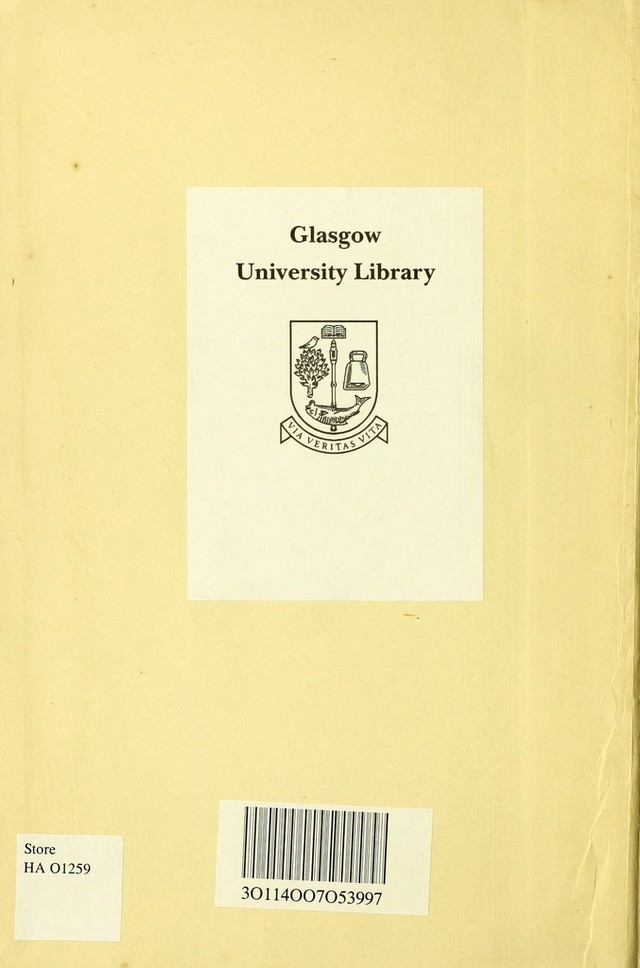 Glasgow
University Library
VIA VERITAS VITA
Store
HA O1259
30114007053997